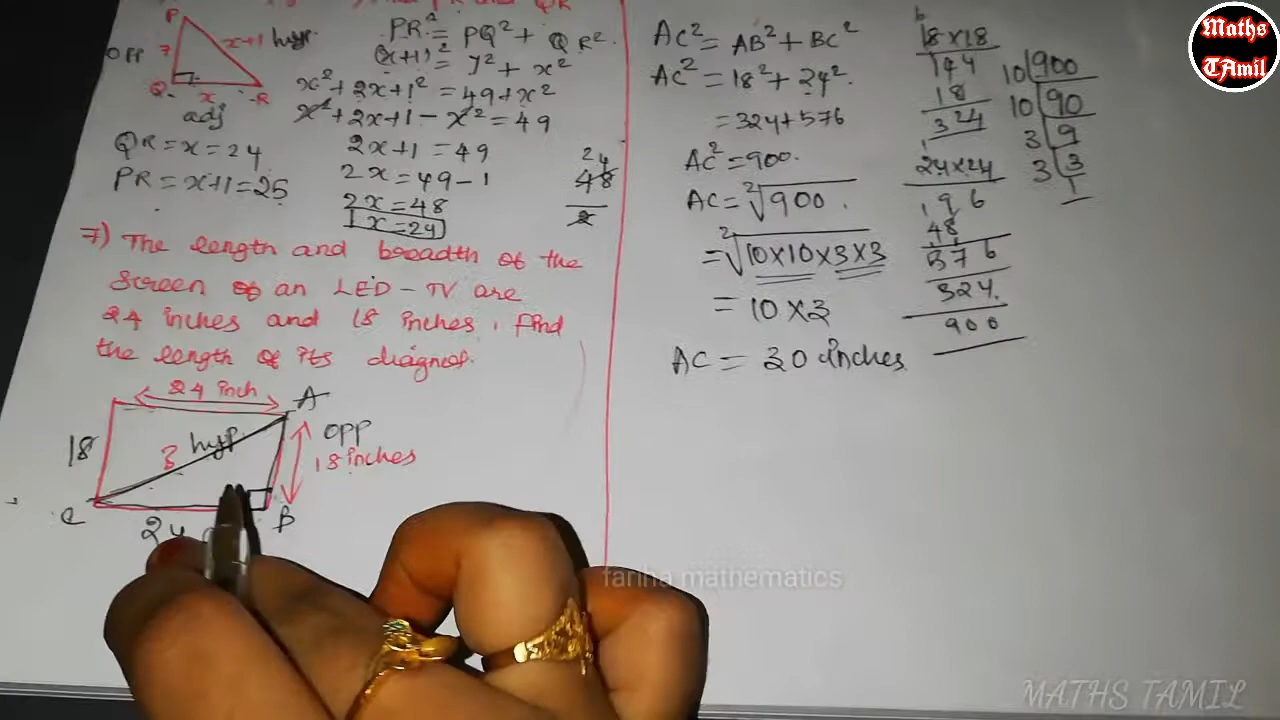 P
OPP
7
x+1 hyp.
Q
x
R
adj
PR² = PQ² + QR².
(x+1)² = 7² + x²
x² + 2x + 1² = 49 + x²
x² + 2x + 1 - x² = 49
QR = x = 24
2x + 1 = 49
PR = x+1 = 25
2x = 49 - 1
2x = 48
x = 24
24
48
2
7) The length and breadth of the
Screen of an LED - TV are
24 inches and 18 inches. find
the length of its diagnol.
24 inch
A
18
hyp.
OPP
18 inches
C
B
24
AC² = AB² + BC²
AC² = 18² + 24².
= 324 + 576
AC² = 900.
AC = ²√900.
= ²√10×10×3×3
= 10 × 3
AC = 30 inches.
6
18×18
144
18
324
1
24×24
196
48
576
324.
900
10 900
10 90
3 9
3 3
1
Maths
TAmil
fariha mathematics
MATHS TAMIL